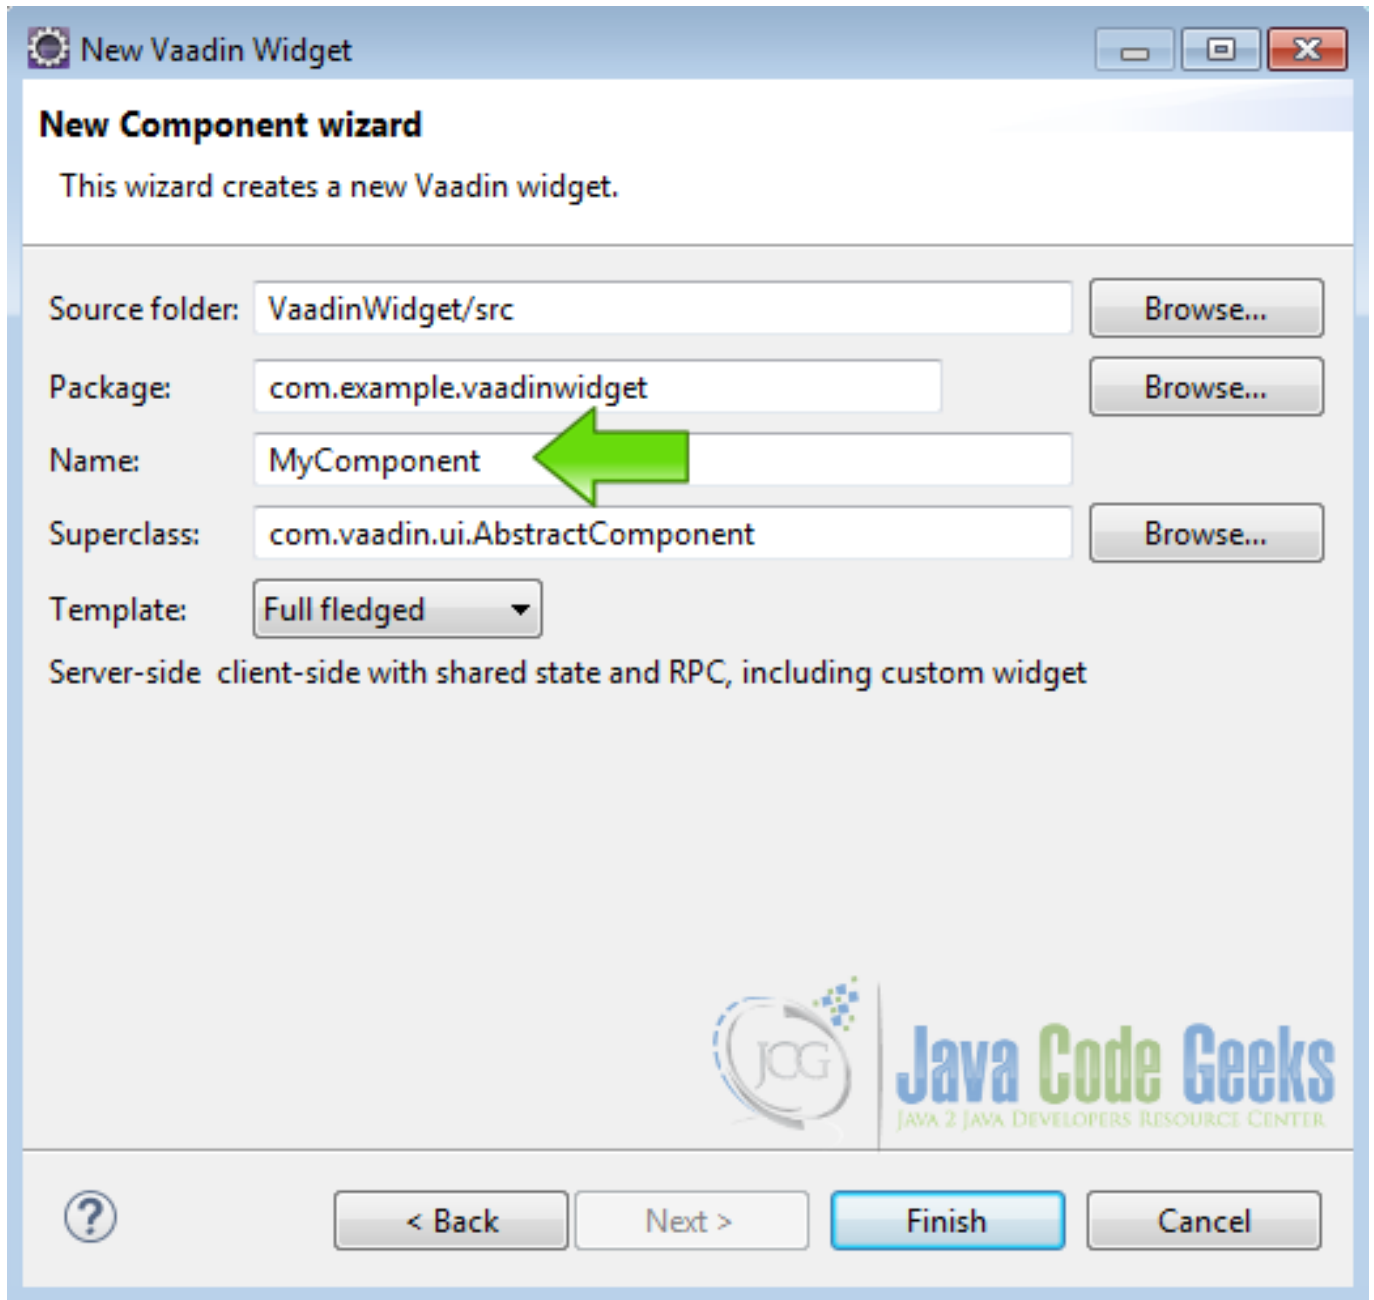 New Vaadin Widget
New Component wizard
This wizard creates a new Vaadin widget.
Source folder: VaadinWidget/src Browse...
Package: com.example.vaadinwidget Browse...
Name: MyComponent
Superclass: com.vaadin.ui.AbstractComponent Browse...
Template: Full fledged
Server-side  client-side with shared state and RPC, including custom widget
JCG Java Code Geeks
JAVA 2 JAVA DEVELOPERS RESOURCE CENTER
? < Back Next > Finish Cancel